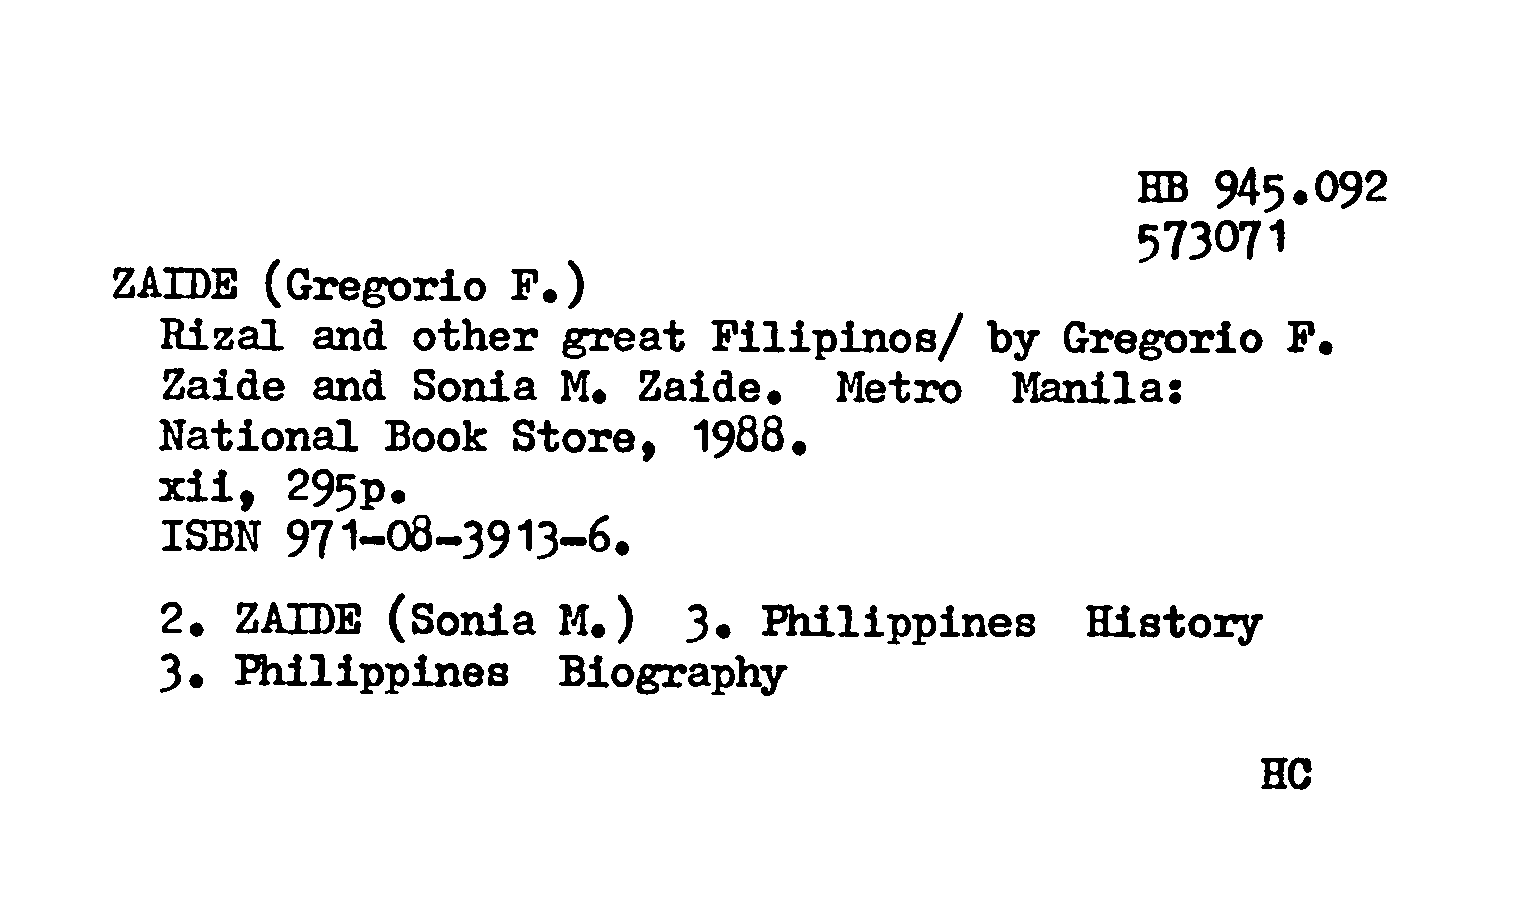 HB 945.092
573071
ZAIDE (Gregorio F.)
Rizal and other great Filipinos/ by Gregorio F.
Zaide and Sonia M. Zaide. Metro Manila:
National Book Store, 1988.
xii, 295p.
ISBN 971-08-3913-6.
2. ZAIDE (Sonia M.) 3. Philippines History
3. Philippines Biography
HC